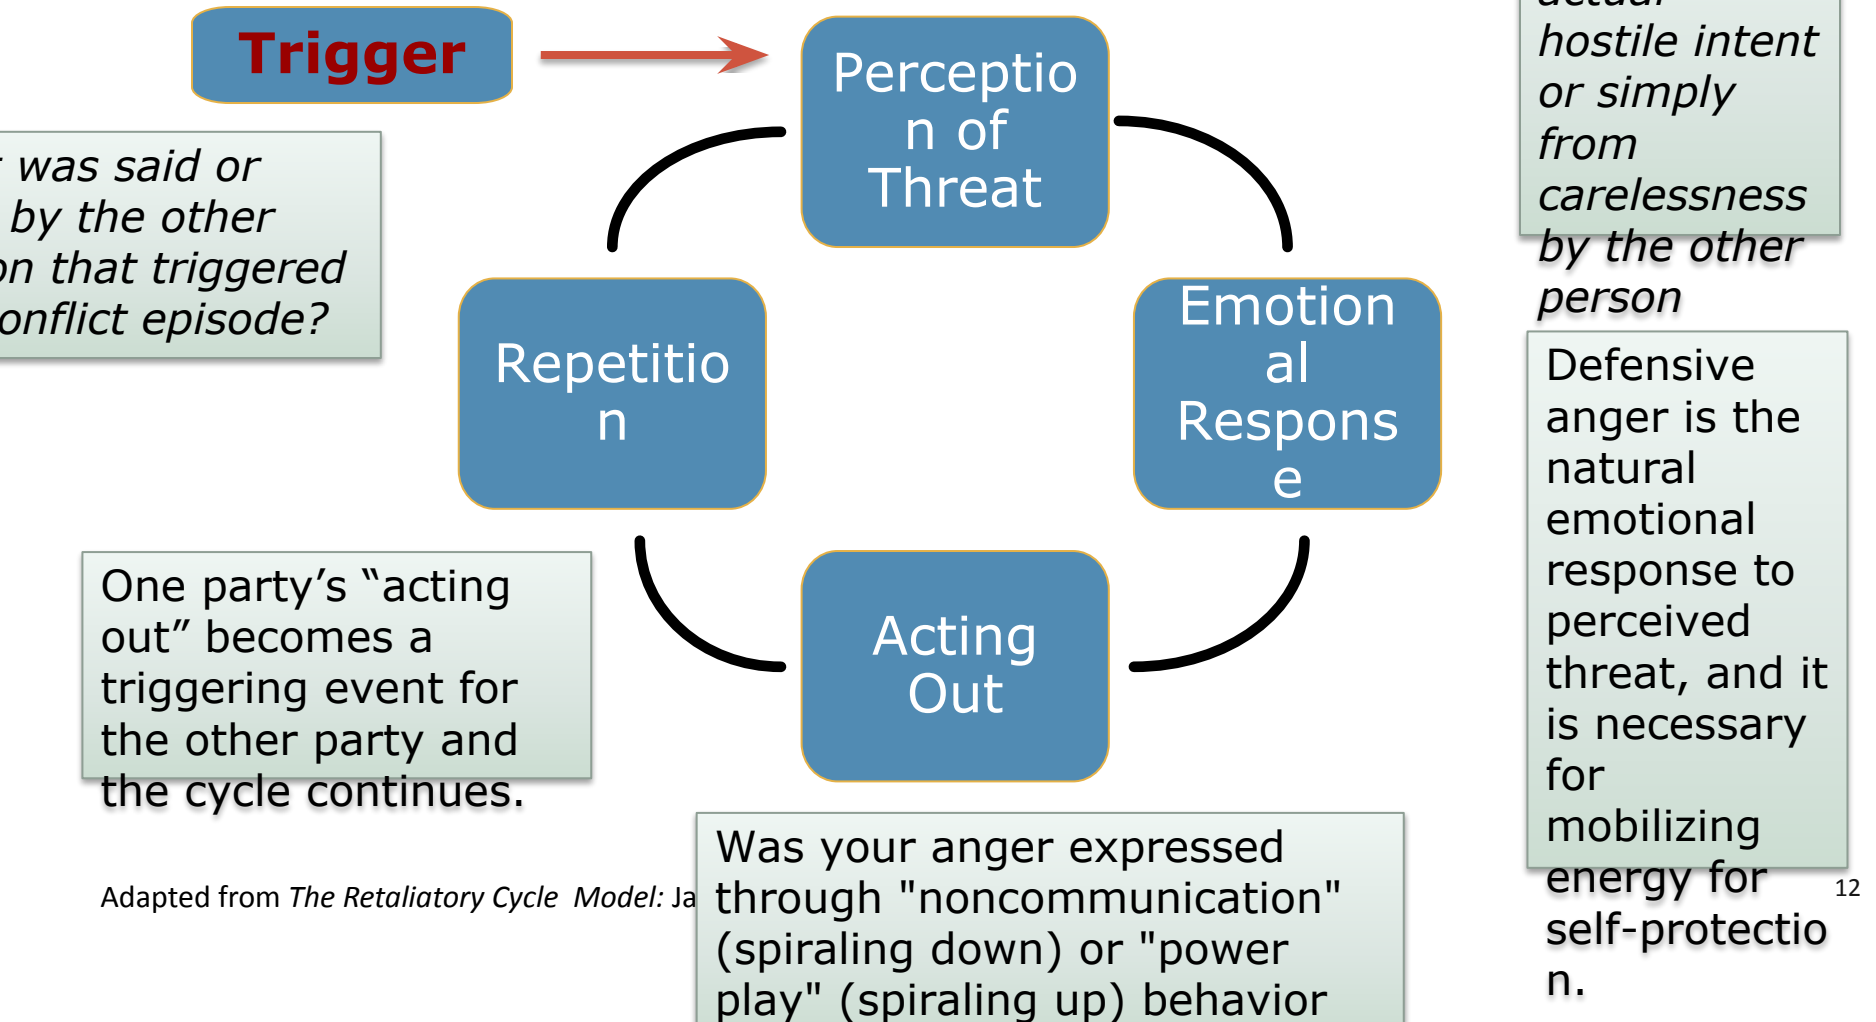 Trigger
Perceptio
n of
Threat
hostile intent
or simply
from
carelessness
by the other
person
was said or
by the other
on that triggered
onflict episode?
Repetitio
n
Emotion
al
Respons
e
Defensive
anger is the
natural
emotional
response to
perceived
threat, and it
is necessary
for
mobilizing
energy for
self-protectio
n.
One party’s “acting
out” becomes a
triggering event for
the other party and
the cycle continues.
Acting
Out
Was your anger expressed
through "noncommunication"
(spiraling down) or "power
play" (spiraling up) behavior
Adapted from The Retaliatory Cycle Model: Ja
12